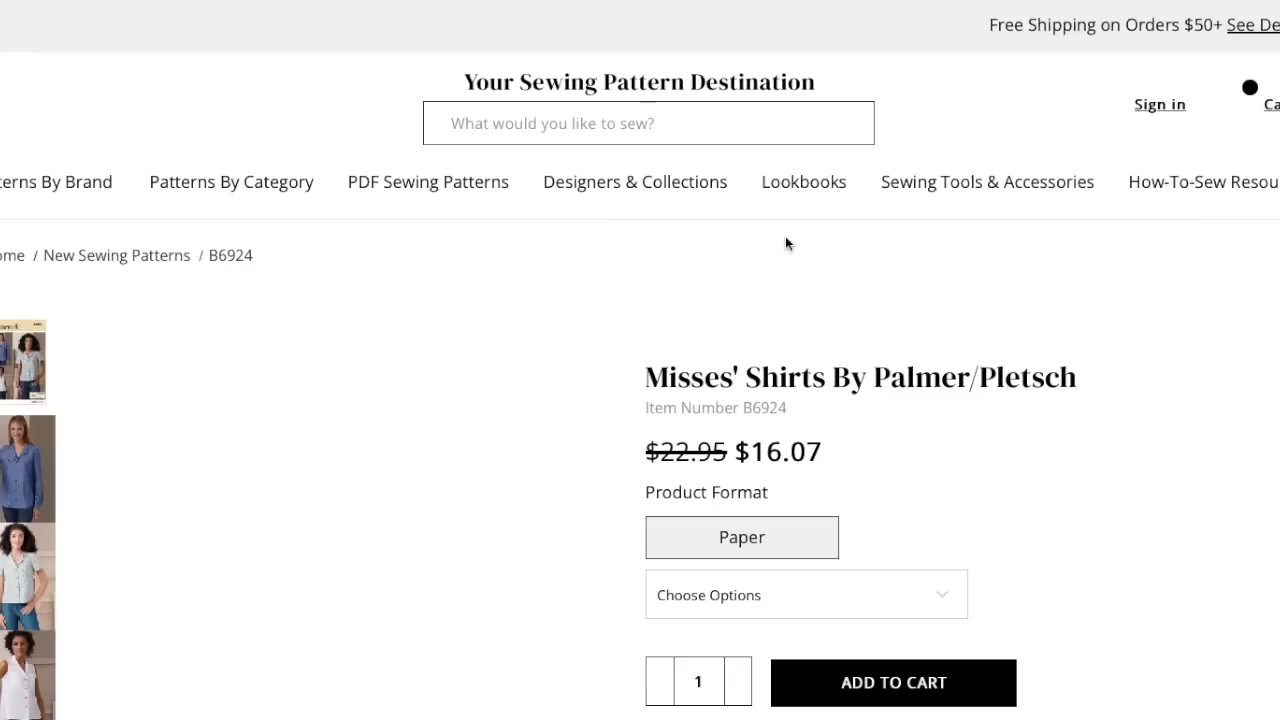 Free Shipping on Orders $50+ See De
Your Sewing Pattern Destination
What would you like to sew?
Sign in
Ca
terns By Brand Patterns By Category PDF Sewing Patterns Designers & Collections Lookbooks Sewing Tools & Accessories How-To-Sew Resou
ome / New Sewing Patterns / B6924
Misses' Shirts By Palmer/Pletsch
Item Number B6924
$22.95 $16.07
Product Format
Paper
Choose Options
1
ADD TO CART